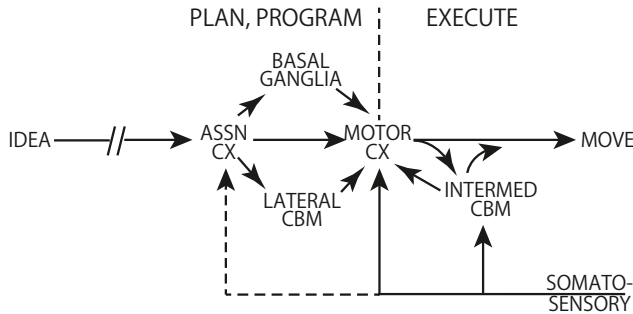 PLAN, PROGRAM
EXECUTE
BASAL
GANGLIA
IDEA
ASSN
CX
MOTOR
CX
MOVE
LATERAL
CBM
INTERMED
CBM
SOMATO-
SENSORY